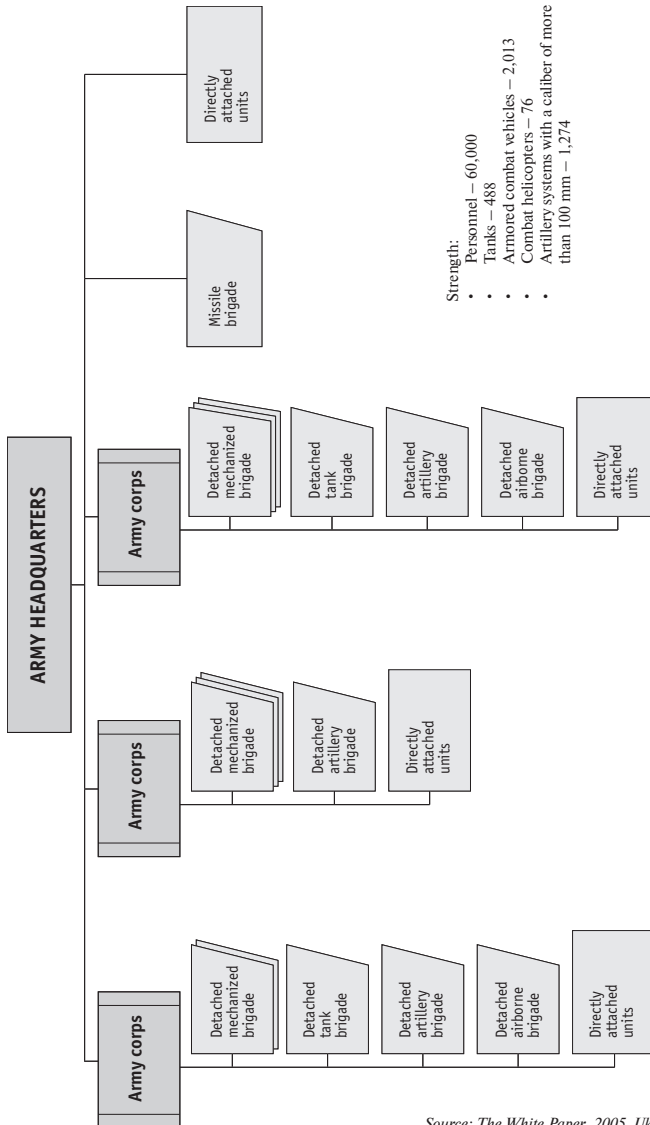 ARMY HEADQUARTERS
Army corps
Detached
mechanized
brigade
Detached
tank
brigade
Detached
artillery
brigade
Detached
airborne
brigade
Directly
attached
units
Army corps
Detached
mechanized
brigade
Detached
artillery
brigade
Directly
attached
units
Army corps
Detached
mechanized
brigade
Detached
tank
brigade
Detached
artillery
brigade
Detached
airborne
brigade
Directly
attached
units
Missile
brigade
Directly
attached
units
Strength:
• Personnel – 60,000
• Tanks – 488
• Armored combat vehicles – 2,013
• Combat helicopters – 76
• Artillery systems with a caliber of more
than 100 mm – 1,274
Source: The White Paper, 2005,